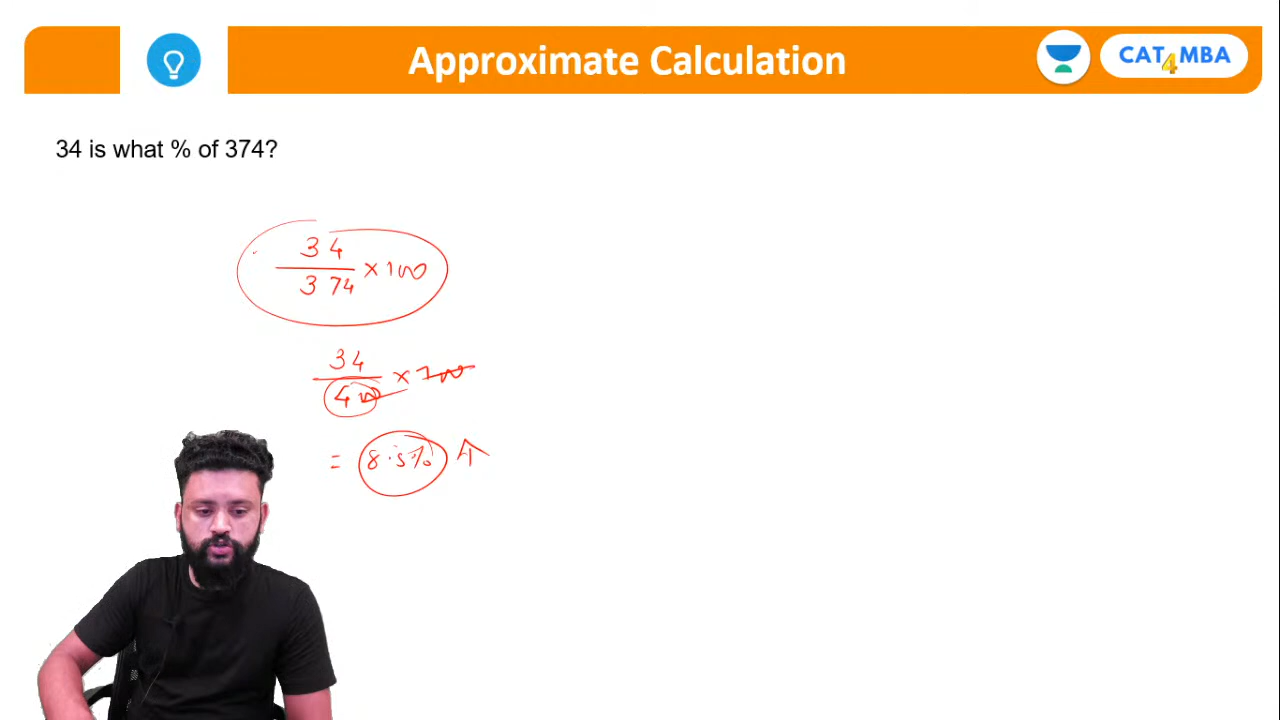 Approximate Calculation
CAT4MBA
34 is what % of 374?
34
374 ×100
34
400 × 100
= 8.5% ↑